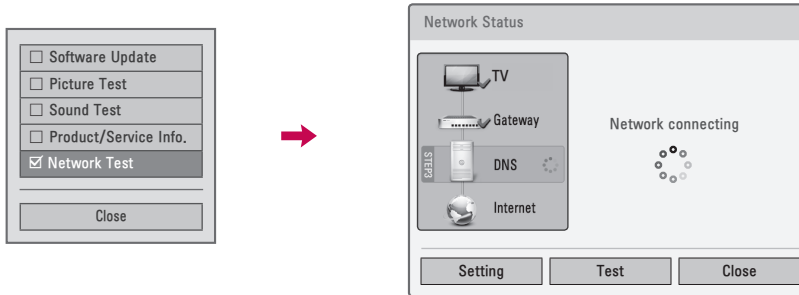 Software Update
Picture Test
Sound Test
Product/Service Info.
Network Test
Close
Network Status
TV
Gateway
STEP3
DNS
Internet
Network connecting
Setting
Test
Close